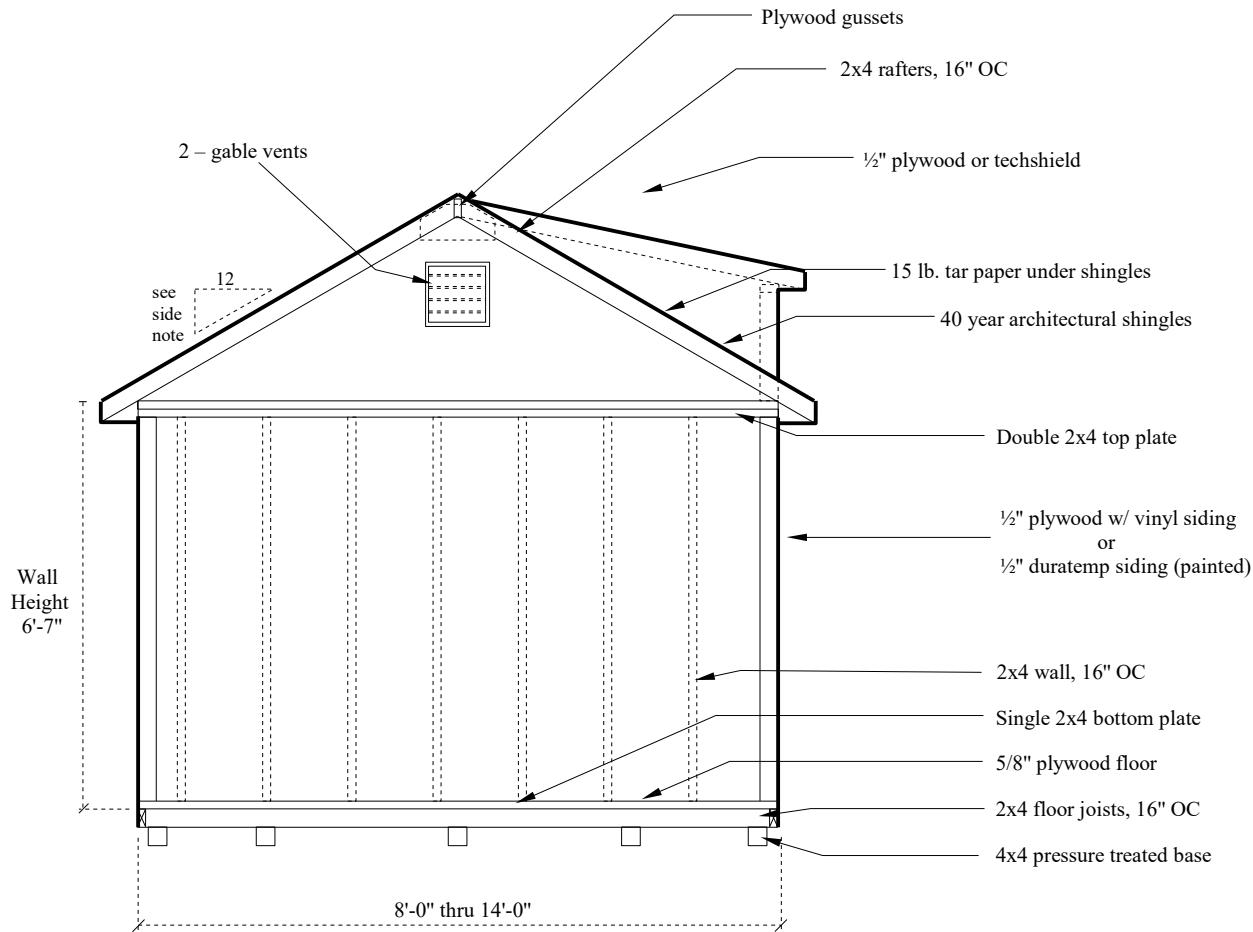 Plywood gussets
2x4 rafters, 16" OC
2 – gable vents
½" plywood or techshield
12
see
side
note
15 lb. tar paper under shingles
40 year architectural shingles
Double 2x4 top plate
½" plywood w/ vinyl siding
or
½" duratemp siding (painted)
Wall
Height
6'-7"
2x4 wall, 16" OC
Single 2x4 bottom plate
5/8" plywood floor
2x4 floor joists, 16" OC
4x4 pressure treated base
8'-0" thru 14'-0"